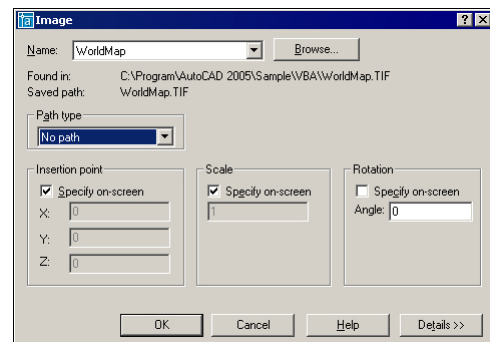 Image
Name: WorldMap Browse...
Found in: C:\Program\AutoCAD 2005\Sample\VBA\WorldMap.TIF
Saved path: WorldMap.TIF
Path type
No path
Insertion point
Specify on-screen
X: 0
Y: 0
Z: 0
Scale
Specify on-screen
1
Rotation
Specify on-screen
Angle: 0
OK Cancel Help Details >>